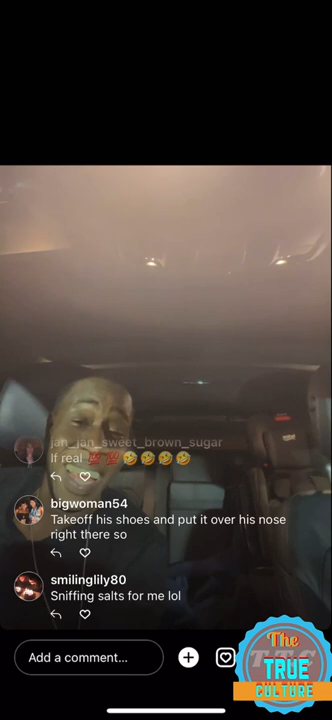 jah_jah_sweet_brown_sugar
If real 💯 💯 🤣 🤣 🤣 🤣
bigwoman54
Takeoff his shoes and put it over his nose
right there so
smilinglily80
Sniffing salts for me lol
Add a comment...
The
T.T.C
TRUE
CULTURE